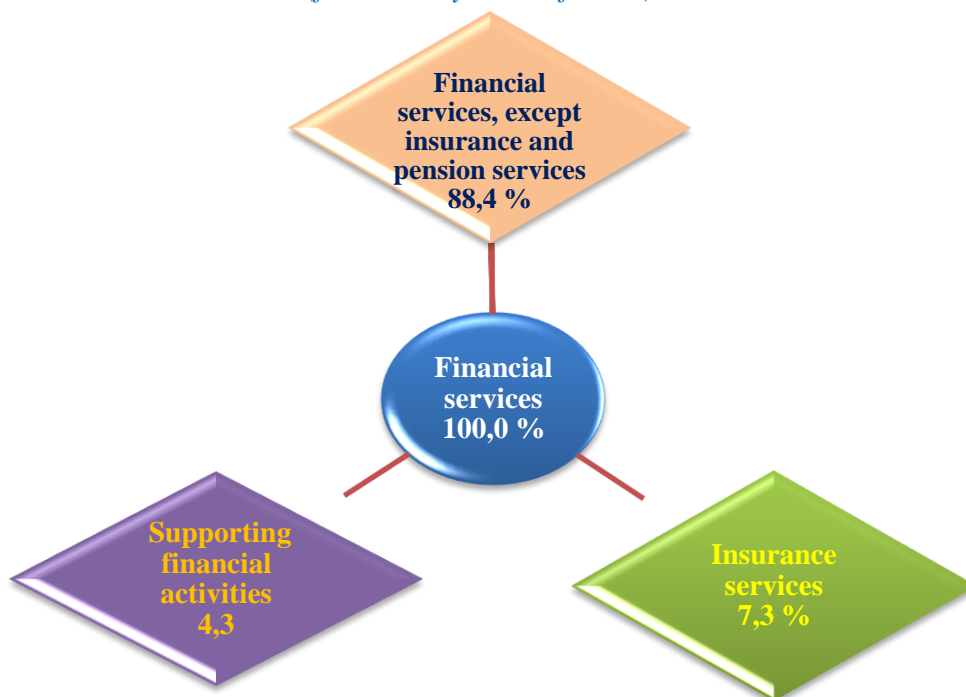 Financial
services, except
insurance and
pension services
88,4 %
Financial
services
100,0 %
Supporting
financial
activities
4,3
Insurance
services
7,3 %